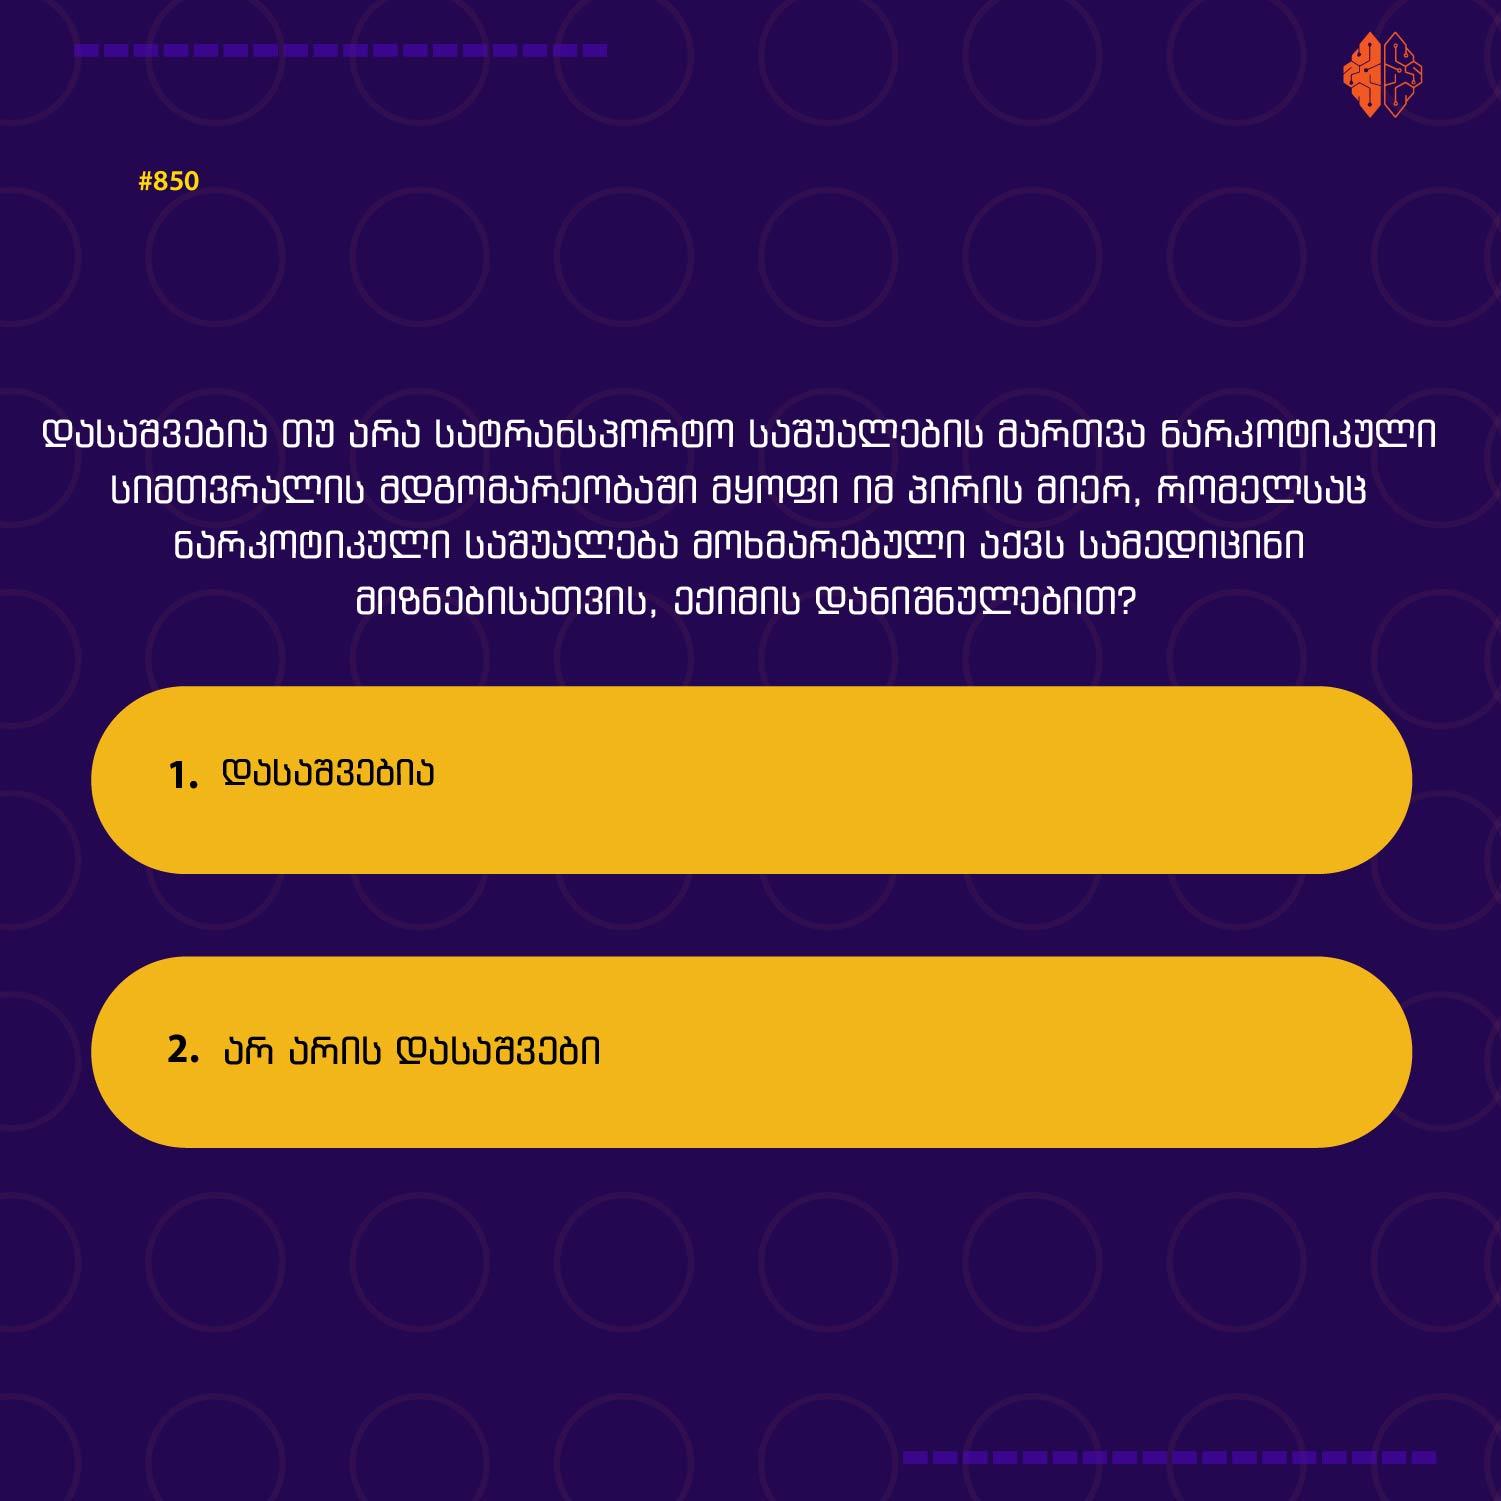 #850
დასაშვებია თუ არა სატრანსპორტო საშუალების მართვა ნარკოტიკული
სიმთვრალის მდგომარეობაში მყოფი იმ პირის მიერ, რომელსაც
ნარკოტიკული საშუალება მოხმარებული აქვს სამედიცინო
მიზნებისათვის, ექიმის დანიშნულებით?
1. დასაშვებია
2. არ არის დასაშვები